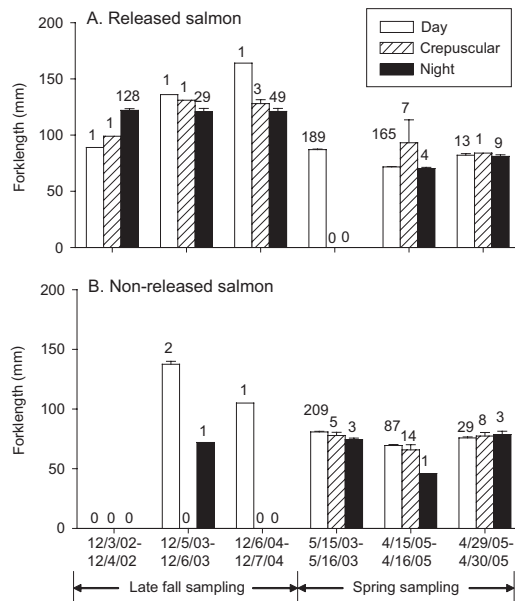 A. Released salmon
Day
Crepuscular
Night
Forklength (mm)
200
150
100
50
0
1 1 128
1 1 29
1 3 49
189 0 0
165 7 4
13 1 9
B. Non-released salmon
Forklength (mm)
200
150
100
50
0
0 0 0
2 0 1
1 0 0
209 5 3
87 14 1
29 8 3
12/3/02- 12/5/03- 12/6/04- 5/15/03- 4/15/05- 4/29/05-
12/4/02 12/6/03 12/7/04 5/16/03 4/16/05 4/30/05
Late fall sampling Spring sampling